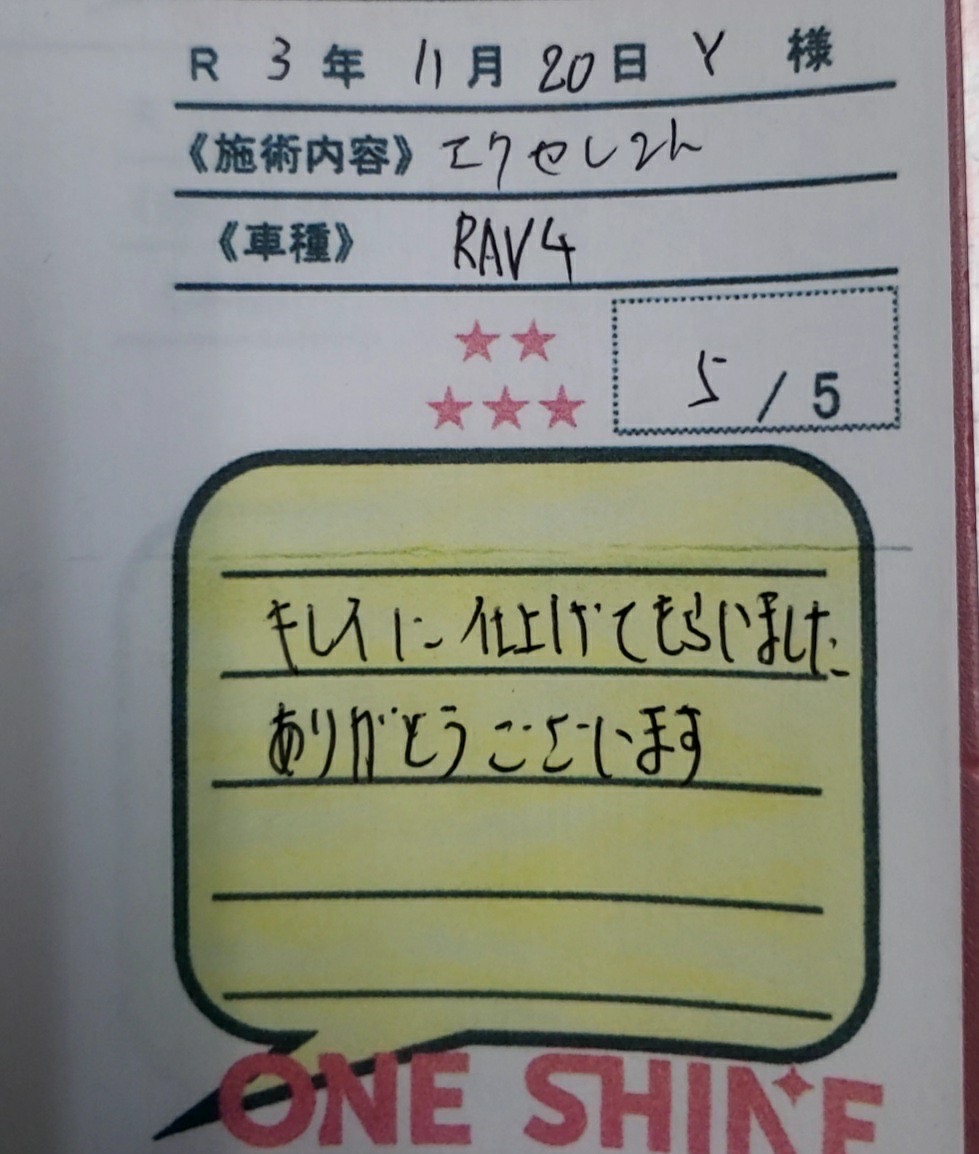 R 3年 11月 20日 Y 様
《施術内容》エクセレント
《車種》 RAV4
★★
★★★
5 / 5
キレイに仕上げてもらいました
ありがとうございます
ONE SHINE